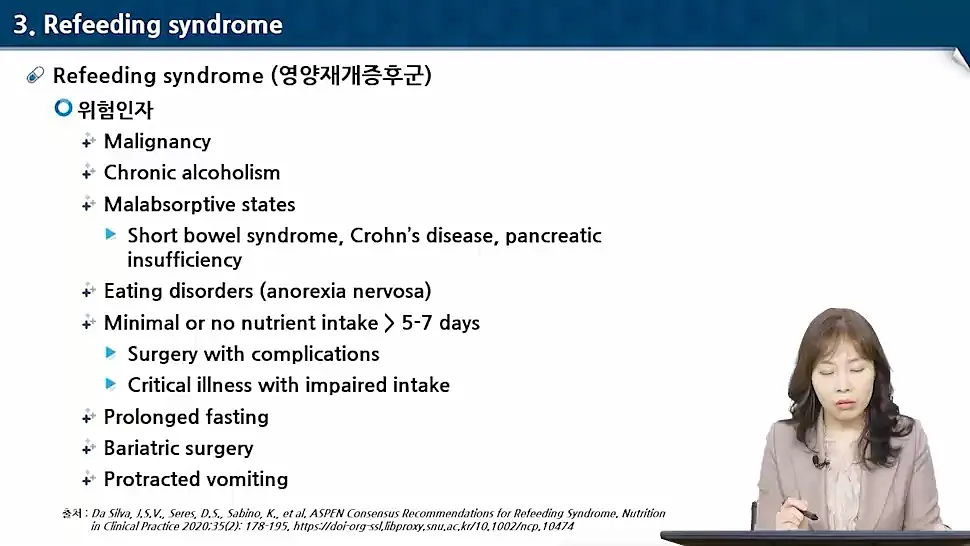 3. Refeeding syndrome
Refeeding syndrome (영양재개증후군)
위험인자
Malignancy
Chronic alcoholism
Malabsorptive states
Short bowel syndrome, Crohn's disease, pancreatic
insufficiency
Eating disorders (anorexia nervosa)
Minimal or no nutrient intake > 5-7 days
Surgery with complications
Critical illness with impaired intake
Prolonged fasting
Bariatric surgery
Protracted vomiting
출처 : Da Silva, J.S.V., Seres, D.S., Sabino, K., et al. ASPEN Consensus Recommendations for Refeeding Syndrome. Nutrition
in Clinical Practice 2020;35(2): 178-195, https://doi-org-ssl.libproxy.snu.ac.kr/10.1002/ncp.10474